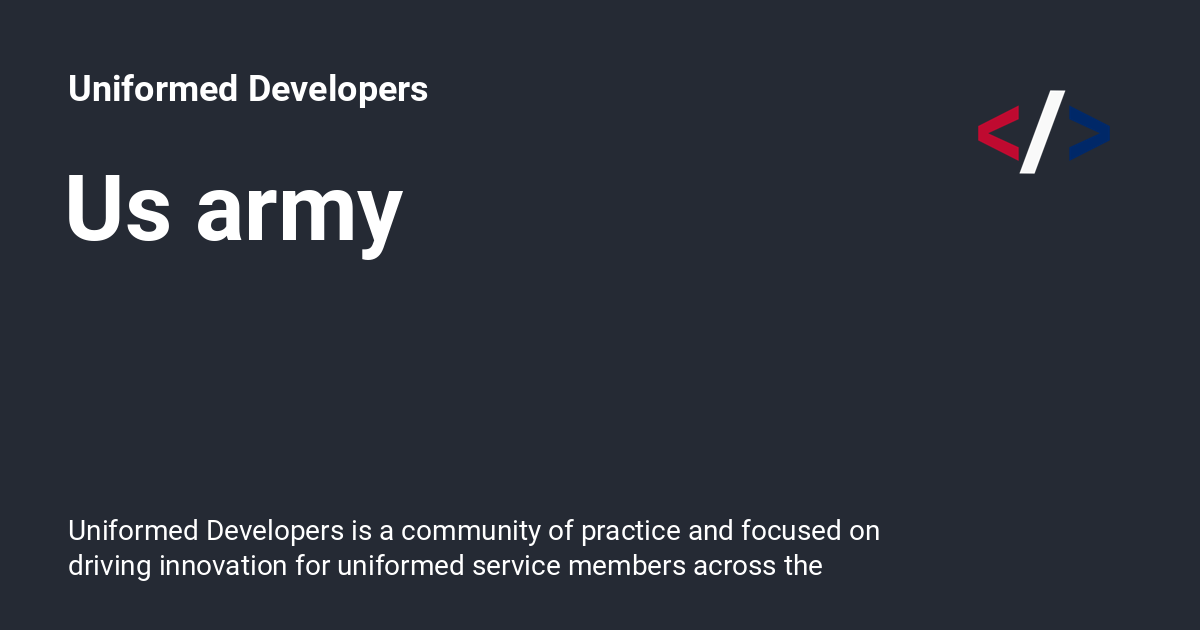 Uniformed Developers
</>
Us army
Uniformed Developers is a community of practice and focused on
driving innovation for uniformed service members across the